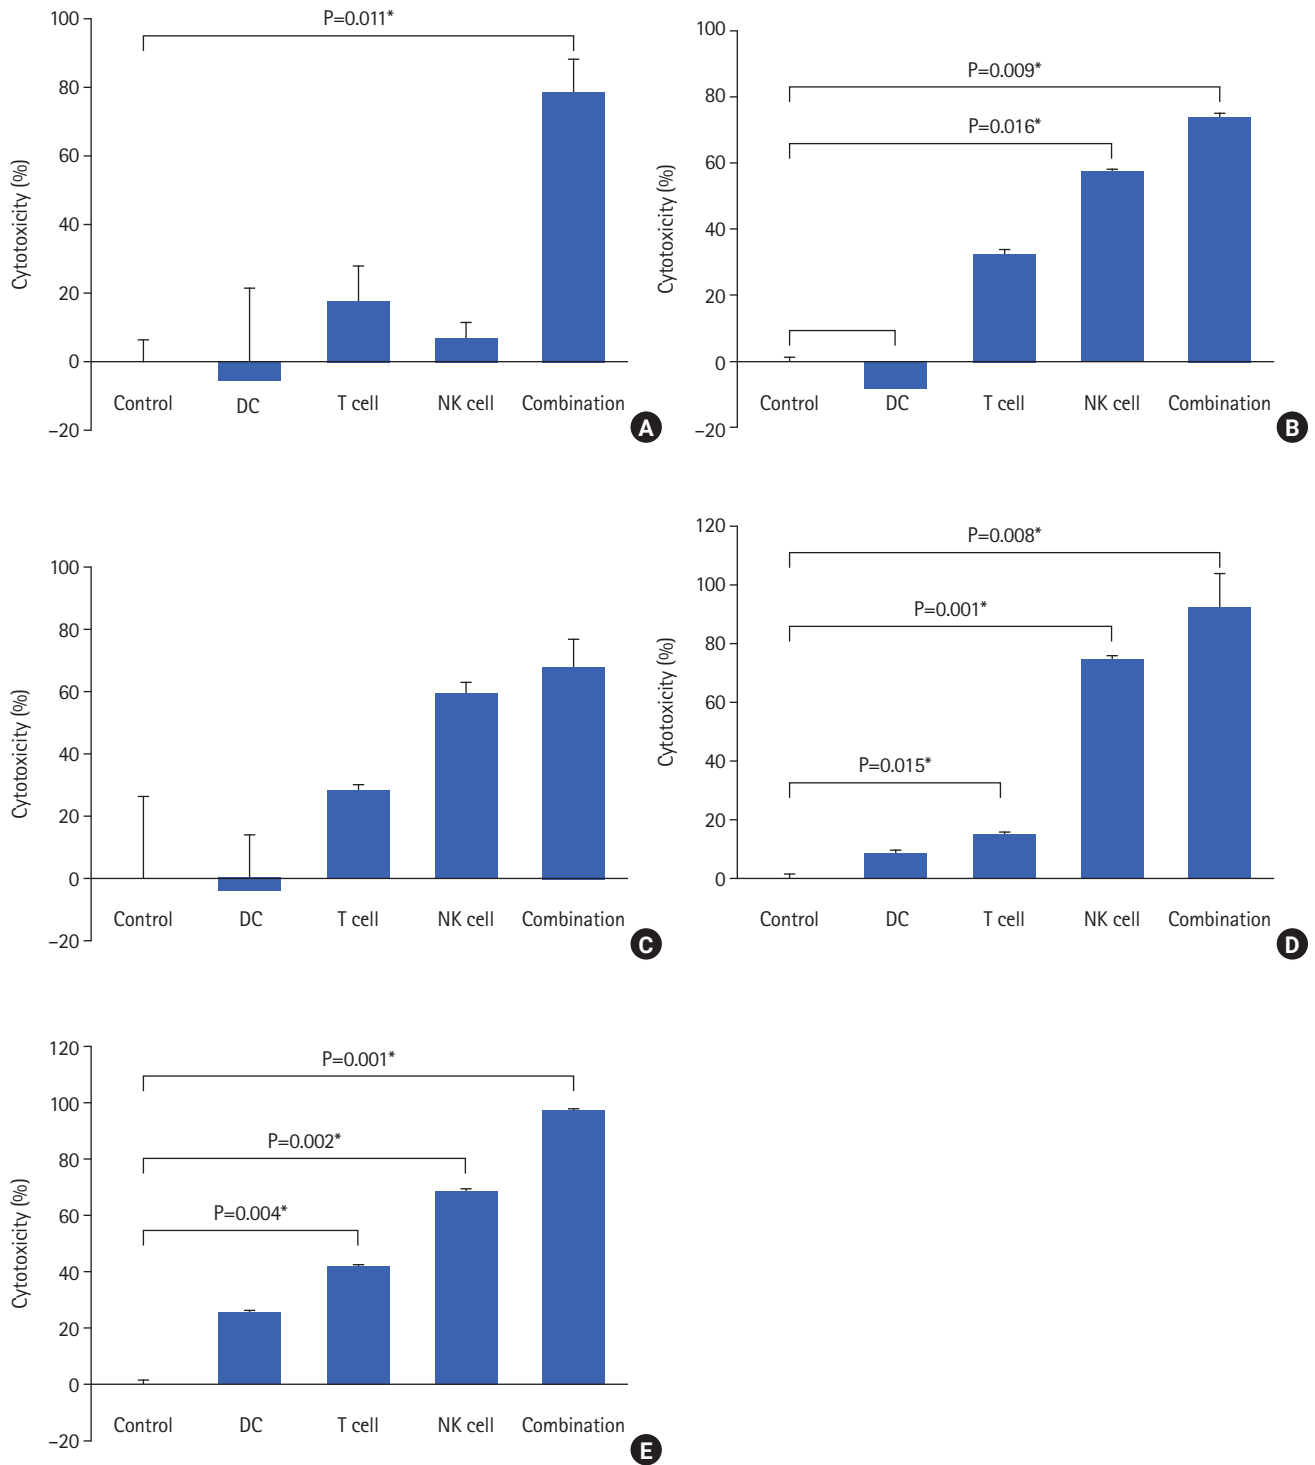 Cytotoxicity (%)
100
80
60
40
20
0
–20
P=0.011*
Control
DC
T cell
NK cell
Combination
A
Cytotoxicity (%)
100
80
60
40
20
0
–20
P=0.009*
P=0.016*
Control
DC
T cell
NK cell
Combination
B
Cytotoxicity (%)
100
80
60
40
20
0
–20
Control
DC
T cell
NK cell
Combination
C
Cytotoxicity (%)
120
100
80
60
40
20
0
P=0.008*
P=0.001*
P=0.015*
Control
DC
T cell
NK cell
Combination
D
Cytotoxicity (%)
120
100
80
60
40
20
0
–20
P=0.001*
P=0.002*
P=0.004*
Control
DC
T cell
NK cell
Combination
E